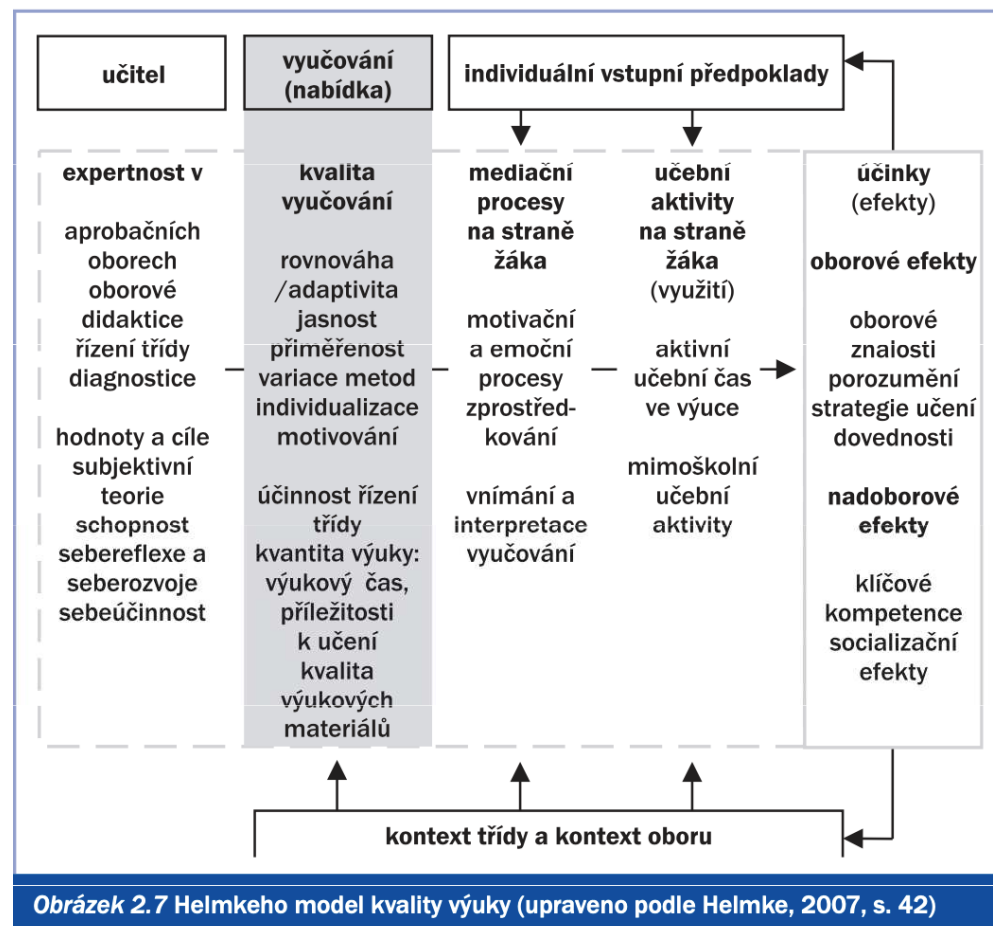 učitel
vyučování
(nabídka)
individuální vstupní předpoklady
expertnost v
aprobačních
oborech
oborové
didaktice
řízení třídy
diagnostice
hodnoty a cíle
subjektivní
teorie
schopnost
sebereflexe a
seberozvoje
sebeúčinnost
kvalita
vyučování
rovnováha
/adaptivita
jasnost
přiměřenost
variace metod
individualizace
motivování
účinnost řízení
třídy
kvantita výuky:
výukový čas,
příležitosti
k učení
kvalita
výukových
materiálů
mediační
procesy
na straně
žáka
motivační
a emoční
procesy
zprostřed-
kování
vnímání a
interpretace
vyučování
učební
aktivity
na straně
žáka
(využití)
aktivní
učební čas
ve výuce
mimoškolní
učební
aktivity
účinky
(efekty)
oborové efekty
oborové
znaiosti
porozumění
strategie učení
dovednosti
nadoborové
efekty
klíčové
kompetence
socializační
efekty
kontext třídy a kontext oboru
Obrázek 2.7 Helmkeho model kvality výuky (upraveno podle Helmke, 2007, s. 42)